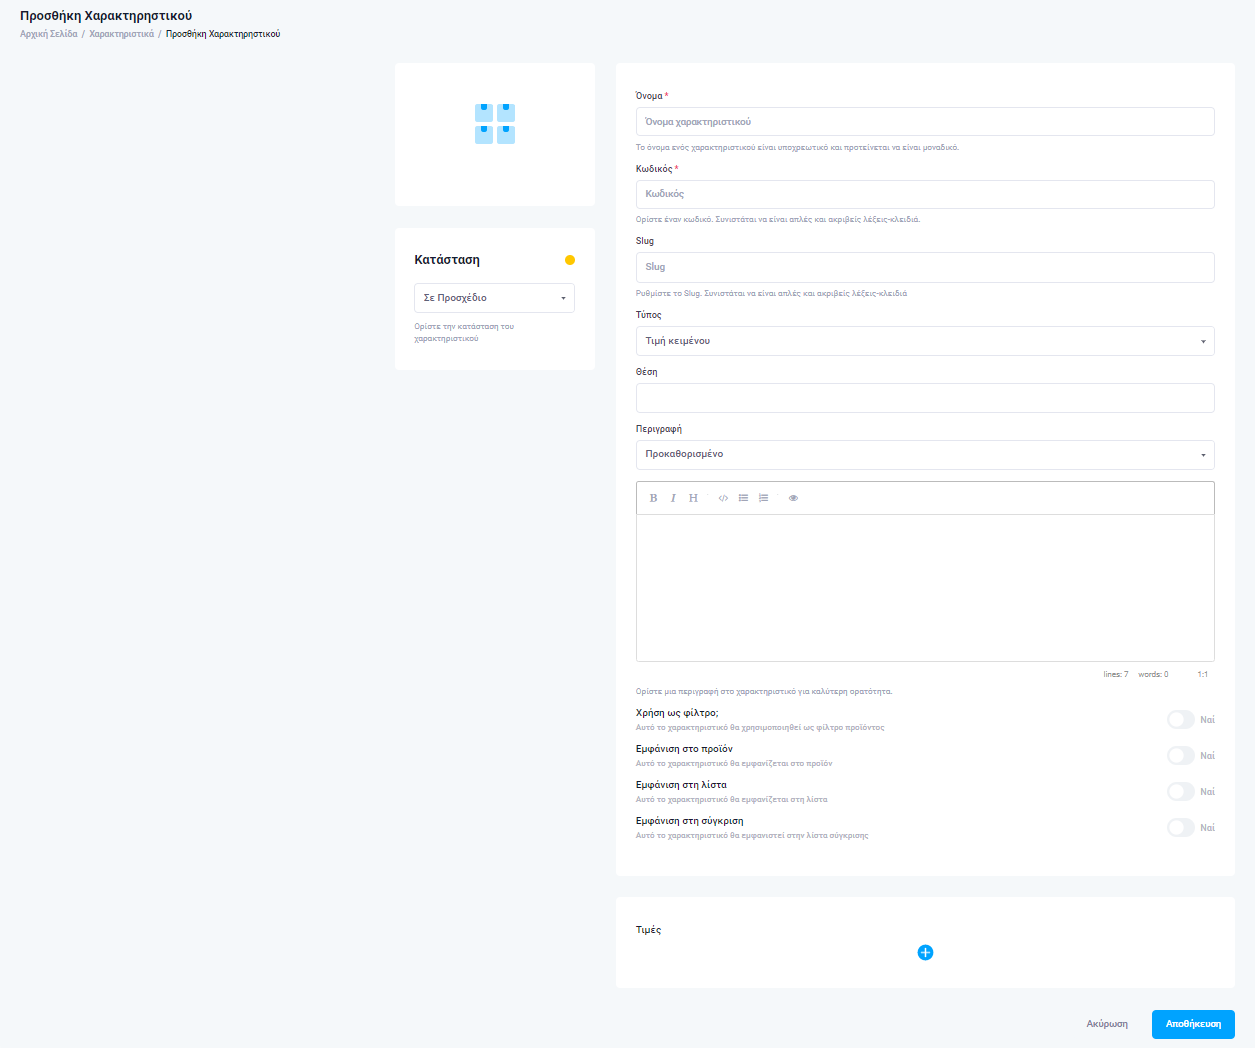 Προσθήκη Χαρακτηρηστικού
Αρχική Σελίδα / Χαρακτηριστικά / Προσθήκη Χαρακτηρηστικού
Κατάσταση
Σε Προσχέδιο
Ορίστε την κατάσταση του
χαρακτηριστικού
Όνομα *
Όνομα χαρακτηριστικού
Το όνομα ενός χαρακτηριστικού είναι υποχρεωτικό και προτείνεται να είναι μοναδικό.
Κωδικός *
Κωδικός
Ορίστε έναν κωδικό. Συνιστάται να είναι απλές και ακριβείς λέξεις-κλειδιά.
Slug
Slug
Ρυθμίστε το Slug. Συνιστάται να είναι απλές και ακριβείς λέξεις-κλειδιά
Τύπος
Τιμή κειμένου
Θέση
Περιγραφή
Προκαθορισμένο
B I H
lines: 7 words: 0 1:1
Ορίστε μια περιγραφή στο χαρακτηριστικό για καλύτερη ορατότητα.
Χρήση ως φίλτρο;
Αυτό το χαρακτηριστικό θα χρησιμοποιηθεί ως φίλτρο προϊόντος
Ναί
Εμφάνιση στο προϊόν
Αυτό το χαρακτηριστικό θα εμφανίζεται στο προϊόν
Ναί
Εμφάνιση στη λίστα
Αυτό το χαρακτηριστικό θα εμφανίζεται στη λίστα
Ναί
Εμφάνιση στη σύγκριση
Αυτό το χαρακτηριστικό θα εμφανιστεί στην λίστα σύγκρισης
Ναί
Τιμές
Ακύρωση
Αποθήκευση